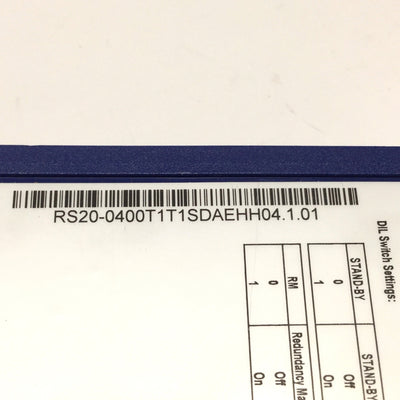 RS20-0400T1T1SDAEHH04.1.01
DIL Switch Settings:
STAND-BY
0
1
STAND-BY
Off
On
RM
0
1
Redundancy Ma
Off
On